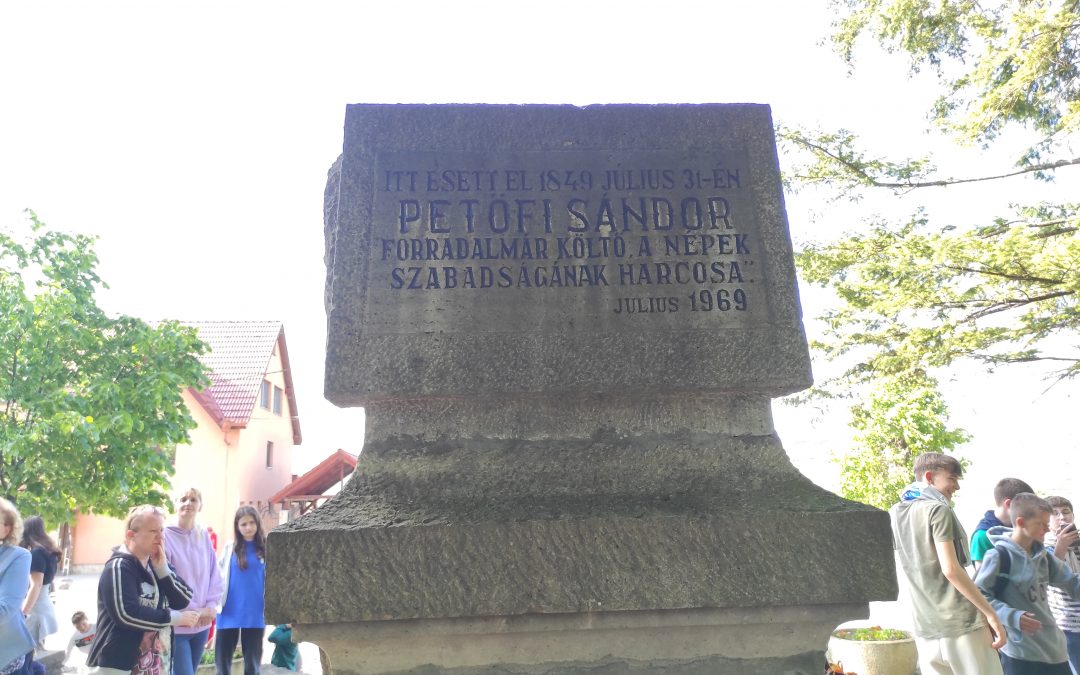 ITT ESETT EL 1849 JÚLIUS 31-ÉN
PETŐFI SÁNDOR
FORRADALMÁR KÖLTŐ, A NÉPEK
SZABADSÁGÁNAK HARCOSA."
JÚLIUS 1969